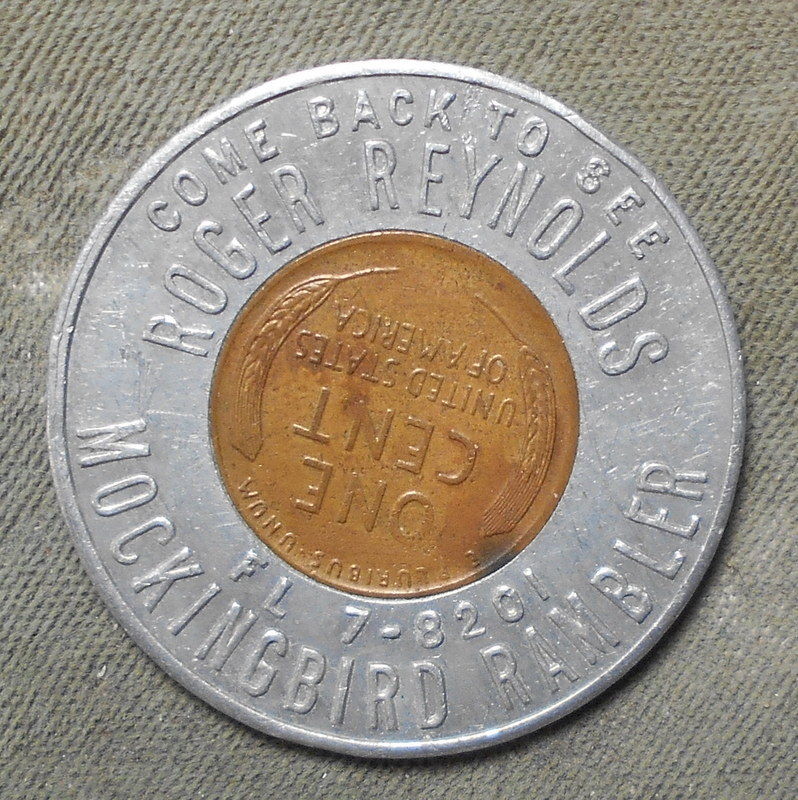 COME BACK TO SEE
ROGER REYNOLDS
MOCKINGBIRD RAMBLER
FL 7-8201
E PLURIBUS UNUM
ONE
CENT
UNITED STATES
OF AMERICA